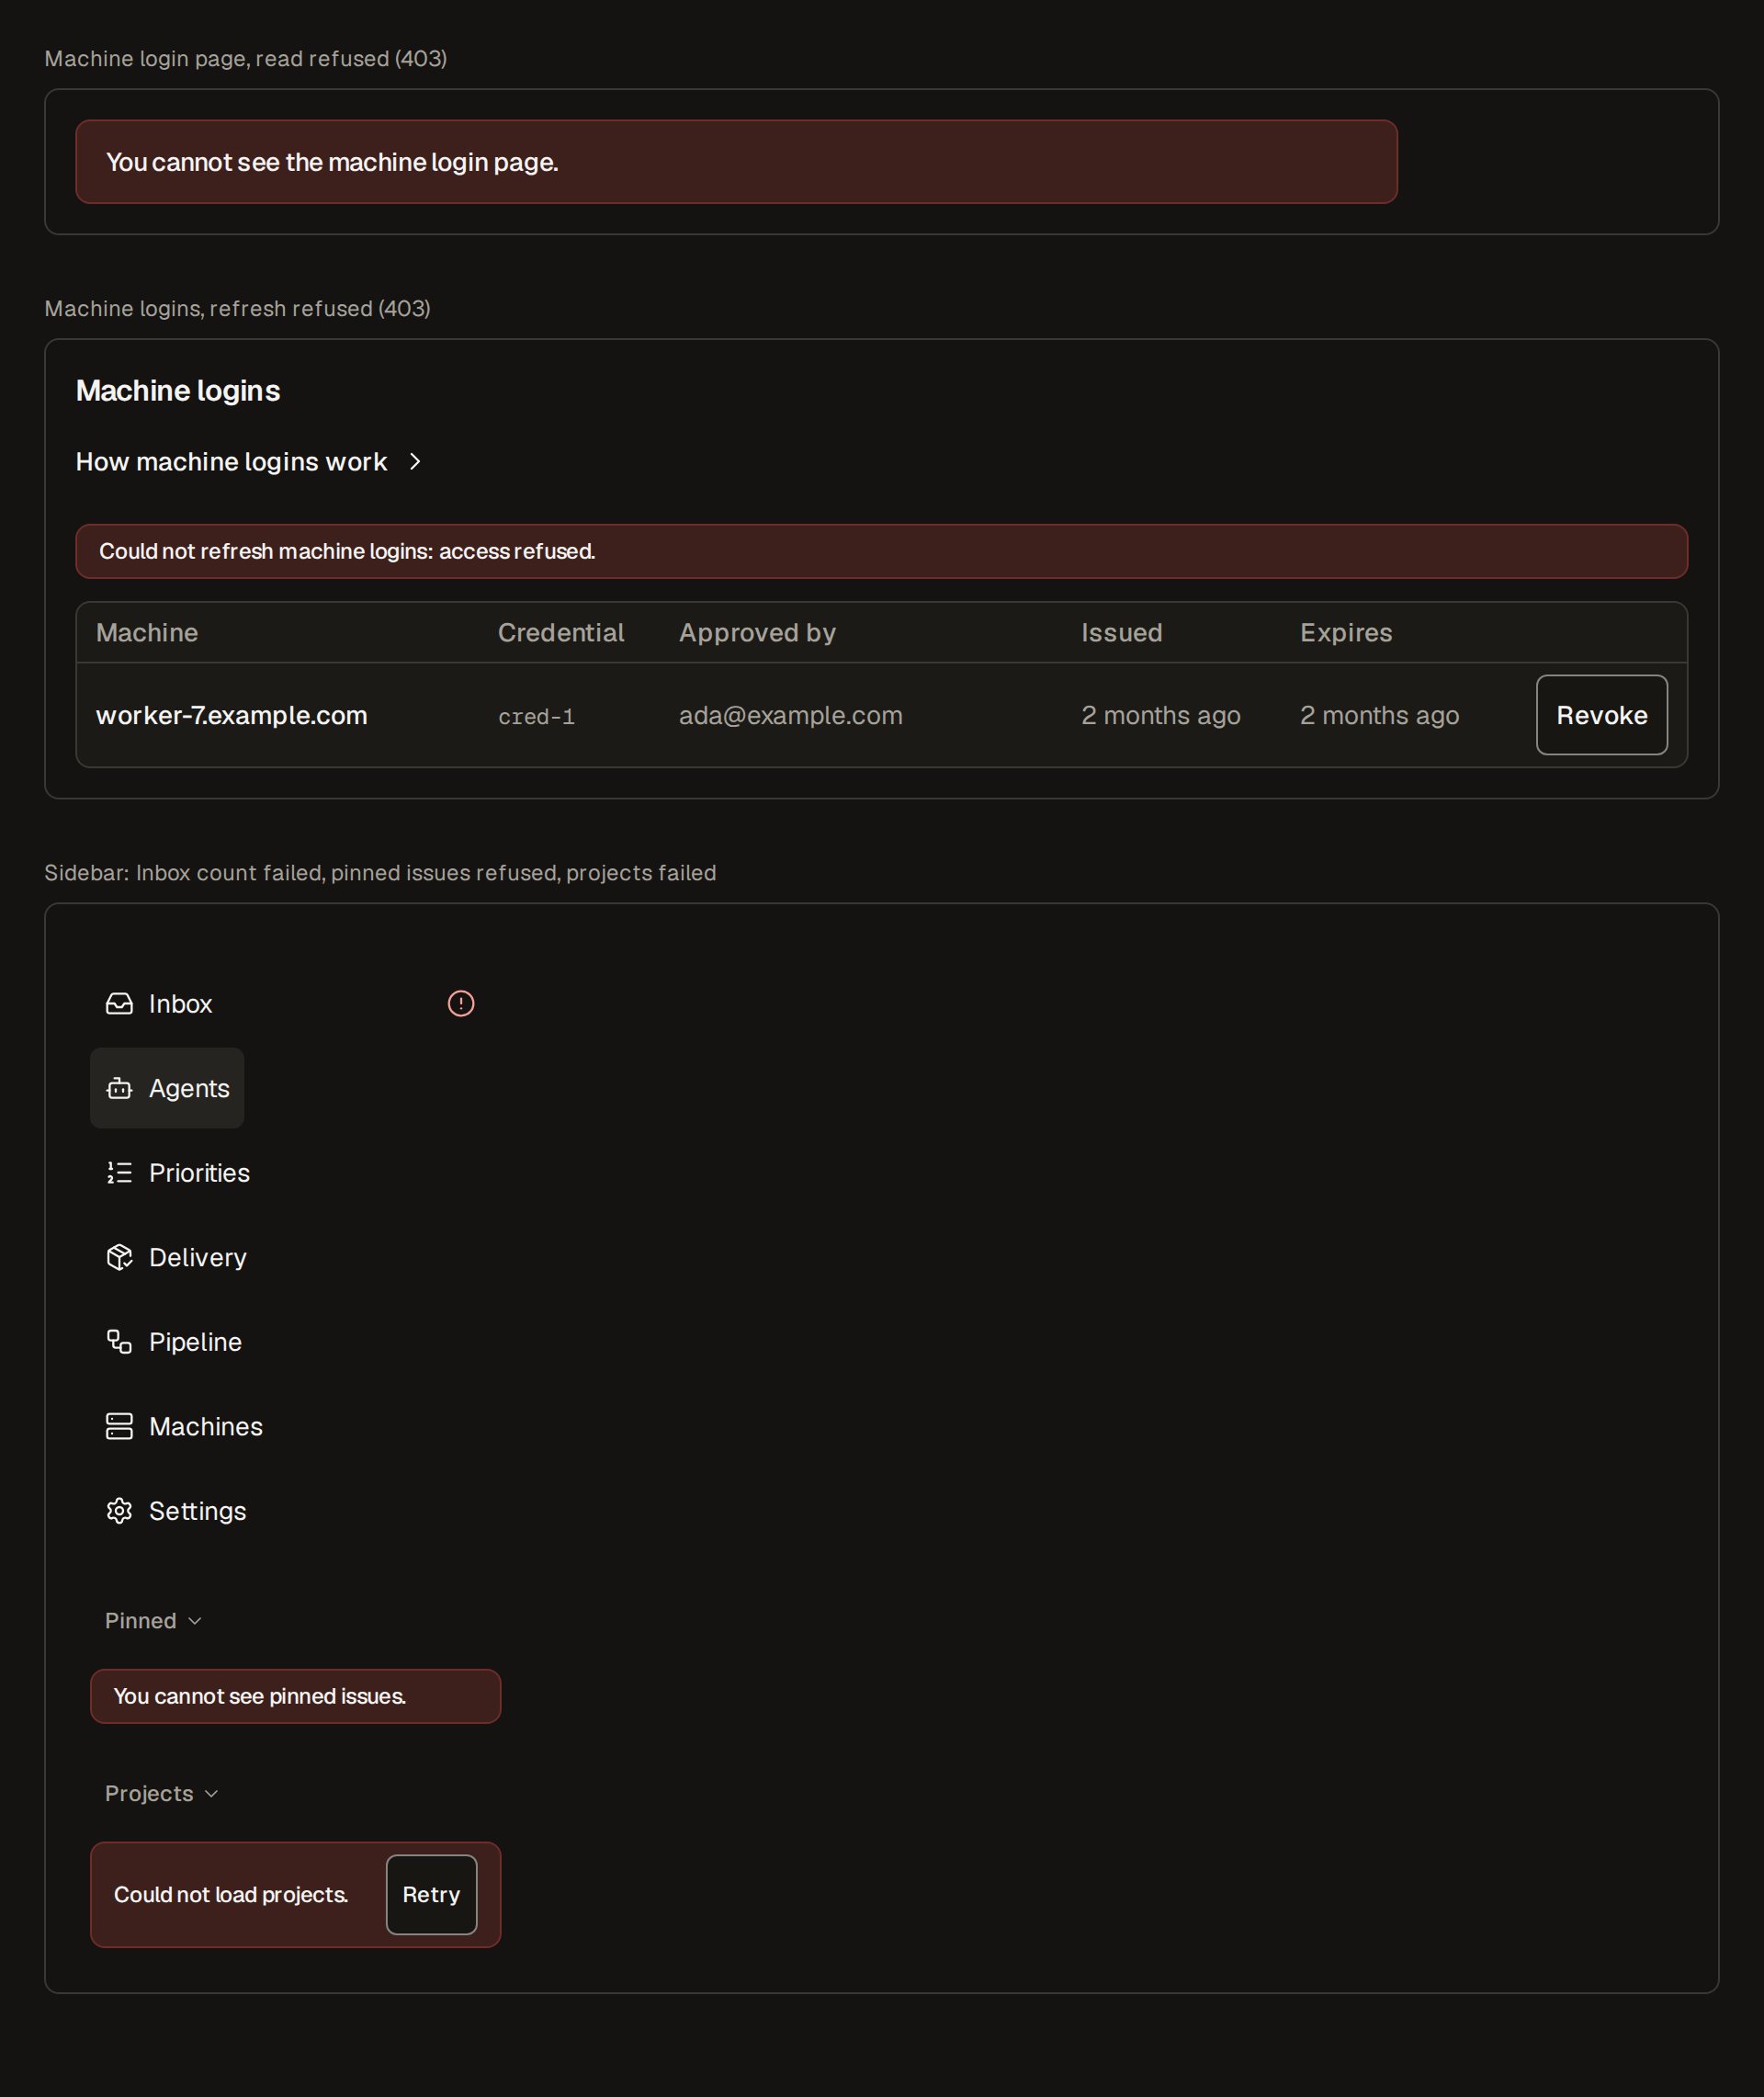 Machine login page, read refused (403)
You cannot see the machine login page.
Machine logins, refresh refused (403)
Machine logins
How machine logins work
Could not refresh machine logins: access refused.
Machine Credential Approved by Issued Expires
worker-7.example.com cred-1 ada@example.com 2 months ago 2 months ago Revoke
Sidebar: Inbox count failed, pinned issues refused, projects failed
Inbox
Agents
Priorities
Delivery
Pipeline
Machines
Settings
Pinned
You cannot see pinned issues.
Projects
Could not load projects. Retry